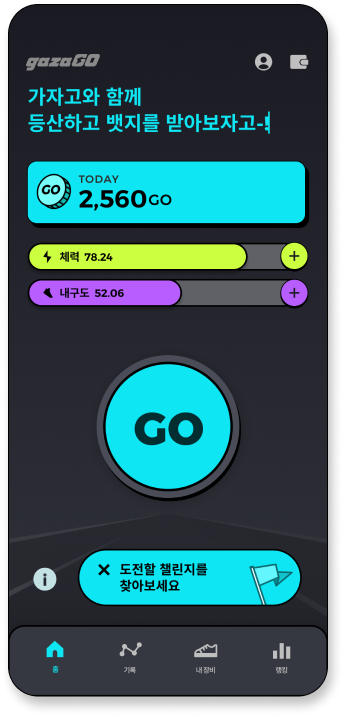 gazaGO
가자고와 함께
등산하고 뱃지를 받아보자고-!
GO
TODAY
2,560GO
체력 78.24
내구도 52.06
GO
도전할 챌린지를
찾아보세요
홈
기록
내 장비
랭킹